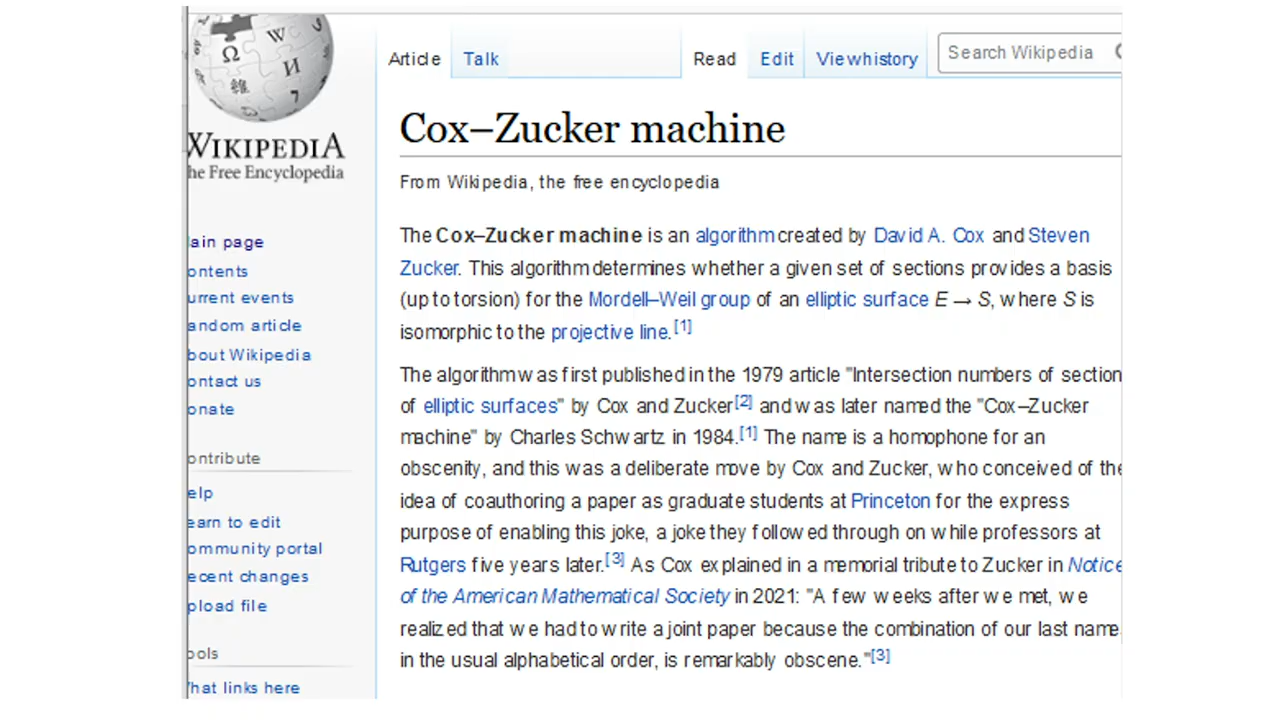 Article Talk Read Edit View history Search Wikipedia
WIKIPEDIA
he Free Encyclopedia
Cox–Zucker machine
From Wikipedia, the free encyclopedia
ain page
ontents
urrent events
andom article
bout Wikipedia
ontact us
onate
ontribute
elp
earn to edit
ommunity portal
ecent changes
pload file
ools
hat links here
The Cox–Zucker machine is an algorithm created by David A. Cox and Steven
Zucker. This algorithm determines whether a given set of sections provides a basis
(up to torsion) for the Mordell–Weil group of an elliptic surface E → S, where S is
isomorphic to the projective line.[1]
The algorithm was first published in the 1979 article "Intersection numbers of section
of elliptic surfaces" by Cox and Zucker[2] and was later named the "Cox–Zucker
machine" by Charles Schwartz in 1984.[1] The name is a homophone for an
obscenity, and this was a deliberate move by Cox and Zucker, who conceived of the
idea of coauthoring a paper as graduate students at Princeton for the express
purpose of enabling this joke, a joke they followed through on while professors at
Rutgers five years later.[3] As Cox explained in a memorial tribute to Zucker in Notice
of the American Mathematical Society in 2021: "A few weeks after we met, we
realized that we had to write a joint paper because the combination of our last name
in the usual alphabetical order, is remarkably obscene."[3]